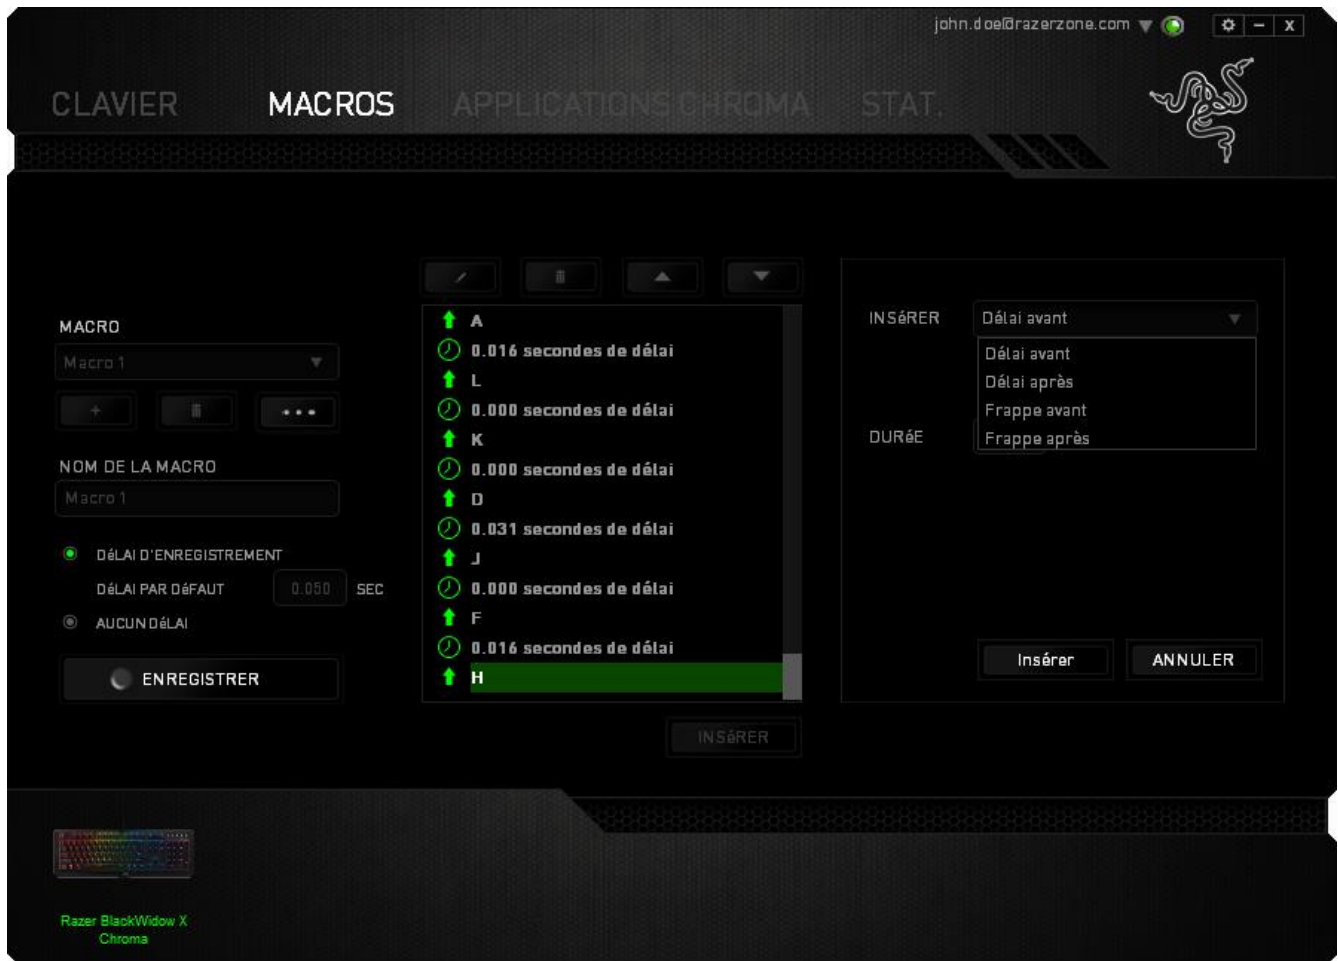 john.doe@razerzone.com
CLAVIER MACROS APPLICATIONS CHROMA STAT.
MACRO
Macro 1
NOM DE LA MACRO
Macro 1
DéLAI D'ENREGISTREMENT
DéLAI PAR DéFAUT 0.050 SEC
AUCUN DéLAI
ENREGISTRER
A
0.016 secondes de délai
L
0.000 secondes de délai
K
0.000 secondes de délai
D
0.031 secondes de délai
J
0.000 secondes de délai
F
0.016 secondes de délai
H
INSéRER
INSéRER Délai avant
Délai avant
Délai après
Frappe avant
Frappe après
DURéE
Insérer ANNULER
Razer BlackWidow X
Chroma